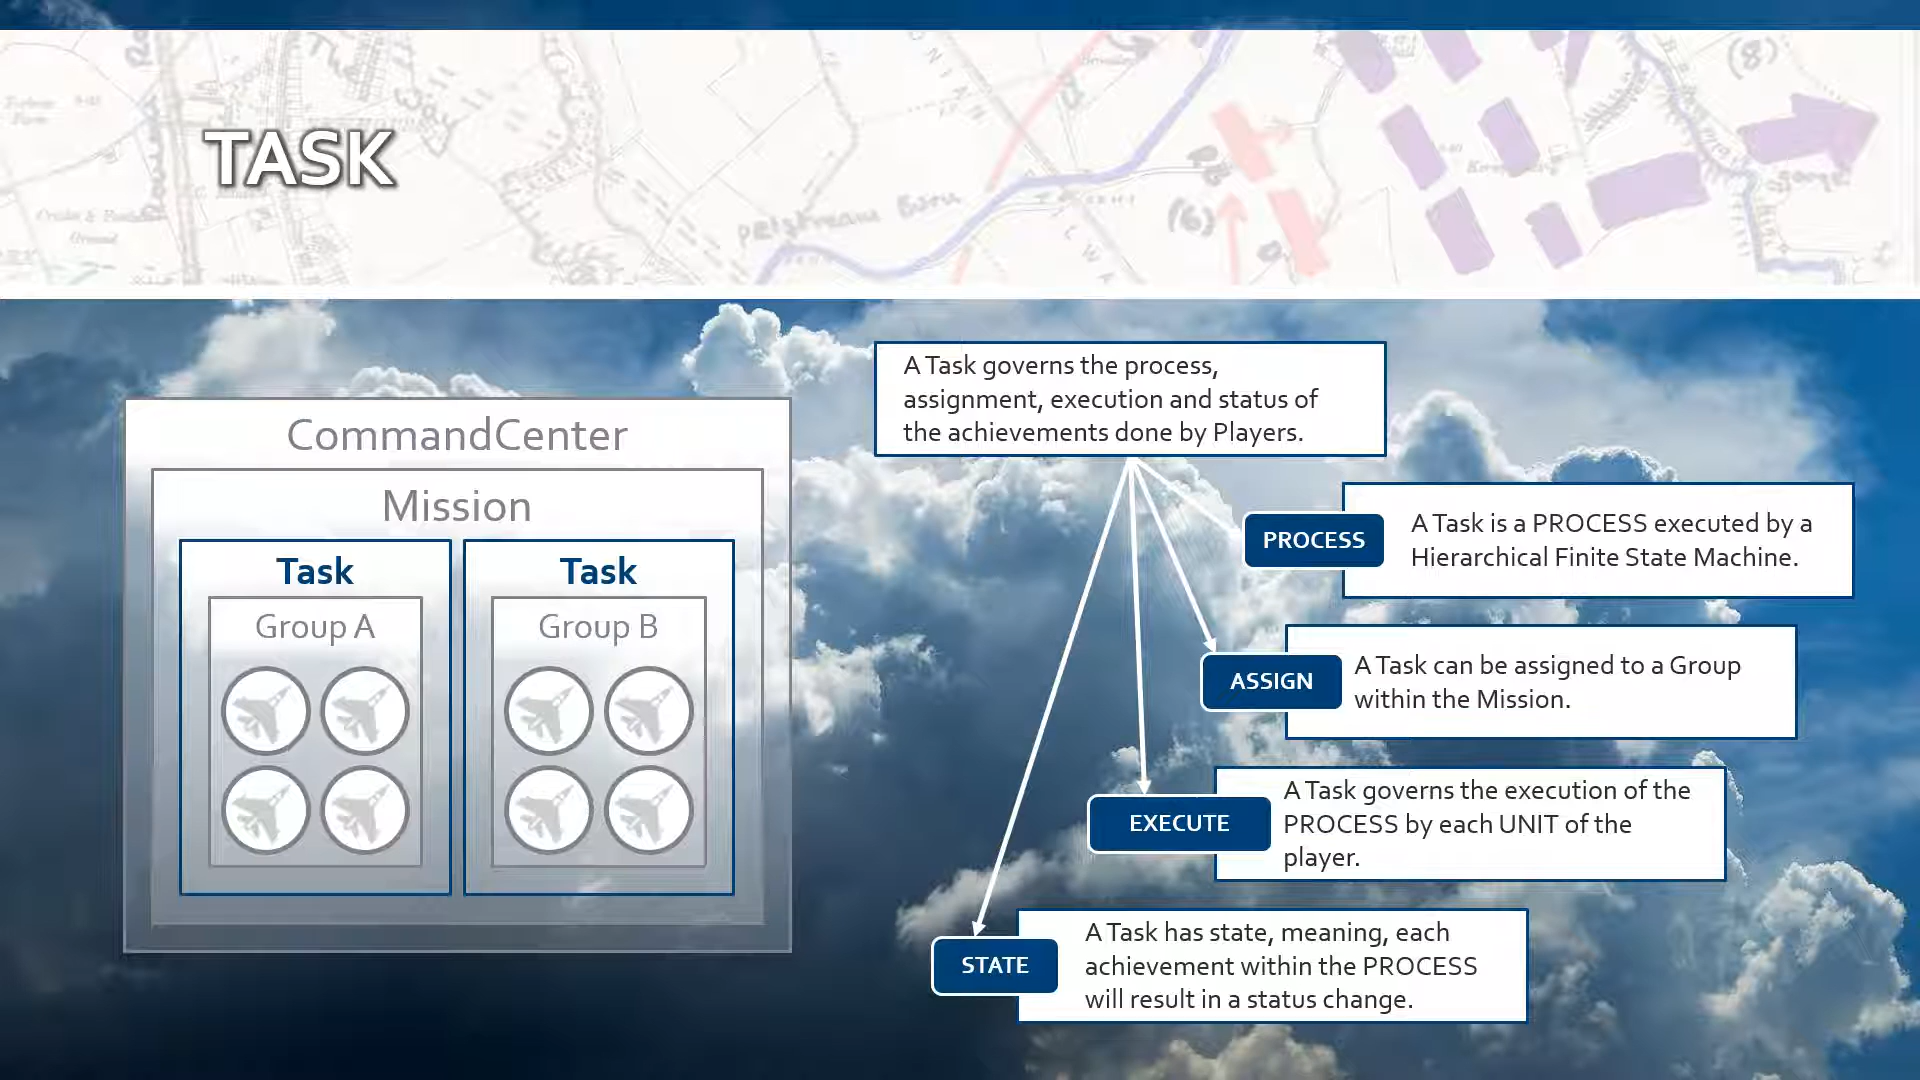 TASK
(8)
(6)
CommandCenter
Mission
Task
Task
Group A
Group B
A Task governs the process,
assignment, execution and status of
the achievements done by Players.
PROCESS
A Task is a PROCESS executed by a
Hierarchical Finite State Machine.
ASSIGN
A Task can be assigned to a Group
within the Mission.
EXECUTE
A Task governs the execution of the
PROCESS by each UNIT of the
player.
STATE
A Task has state, meaning, each
achievement within the PROCESS
will result in a status change.